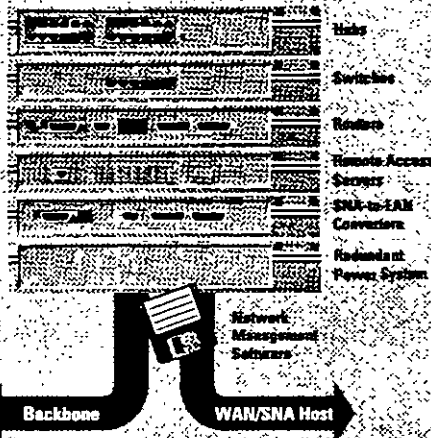 Hubs
Switches
Routers
Remote Access
Servers
SNA-to-LAN
Converters
Redundant
Power System
Network
Management
Software
Backbone
WAN/SNA Host